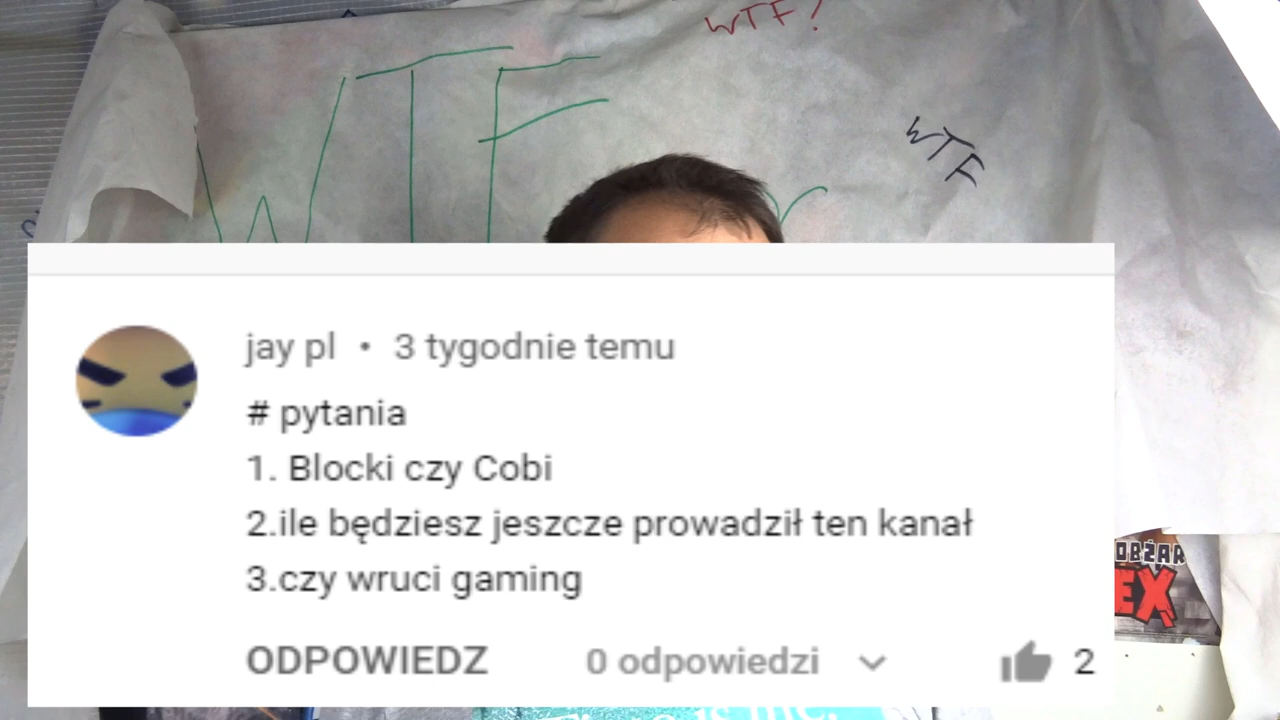 WTF?
WTF
WTF
jay pl • 3 tygodnie temu
# pytania
1. Blocki czy Cobi
2.ile będziesz jeszcze prowadził ten kanał
3.czy wruci gaming
ODPOWIEDZ 0 odpowiedzi 2
OBŻAR
EX